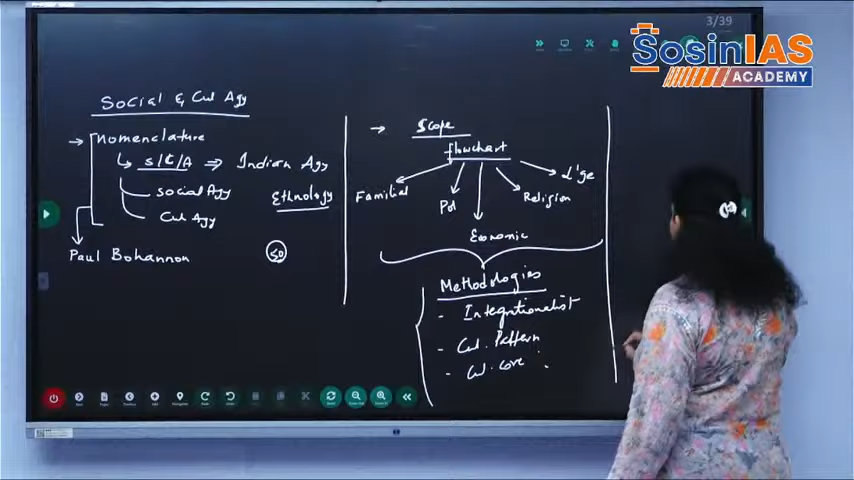 3/39
SosinIAS
ACADEMY
Social & Cul Agy
→ nomenclature
↳ S/C/A ⇒ Indian Agy
Social Agy
Ethnology
Cul Agy
Paul Bohannon
50
→ Scope
flowchart
Familial
Pol
Economic
Religion
L'ge
Methodologies
- Integrationalist
- Cul. Pattern
- Cul. core